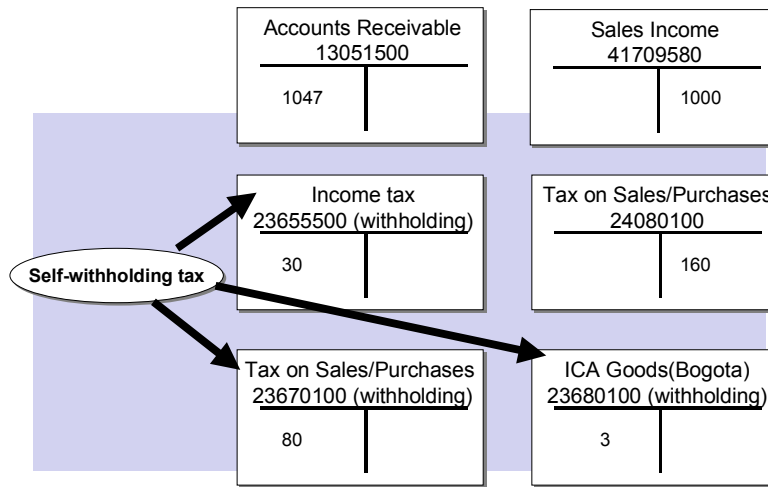 Accounts Receivable
13051500
1047
Sales Income
41709580
1000
Income tax
23655500 (withholding)
30
Tax on Sales/Purchases
24080100
160
Self-withholding tax
Tax on Sales/Purchases
23670100 (withholding)
80
ICA Goods(Bogota)
23680100 (withholding)
3